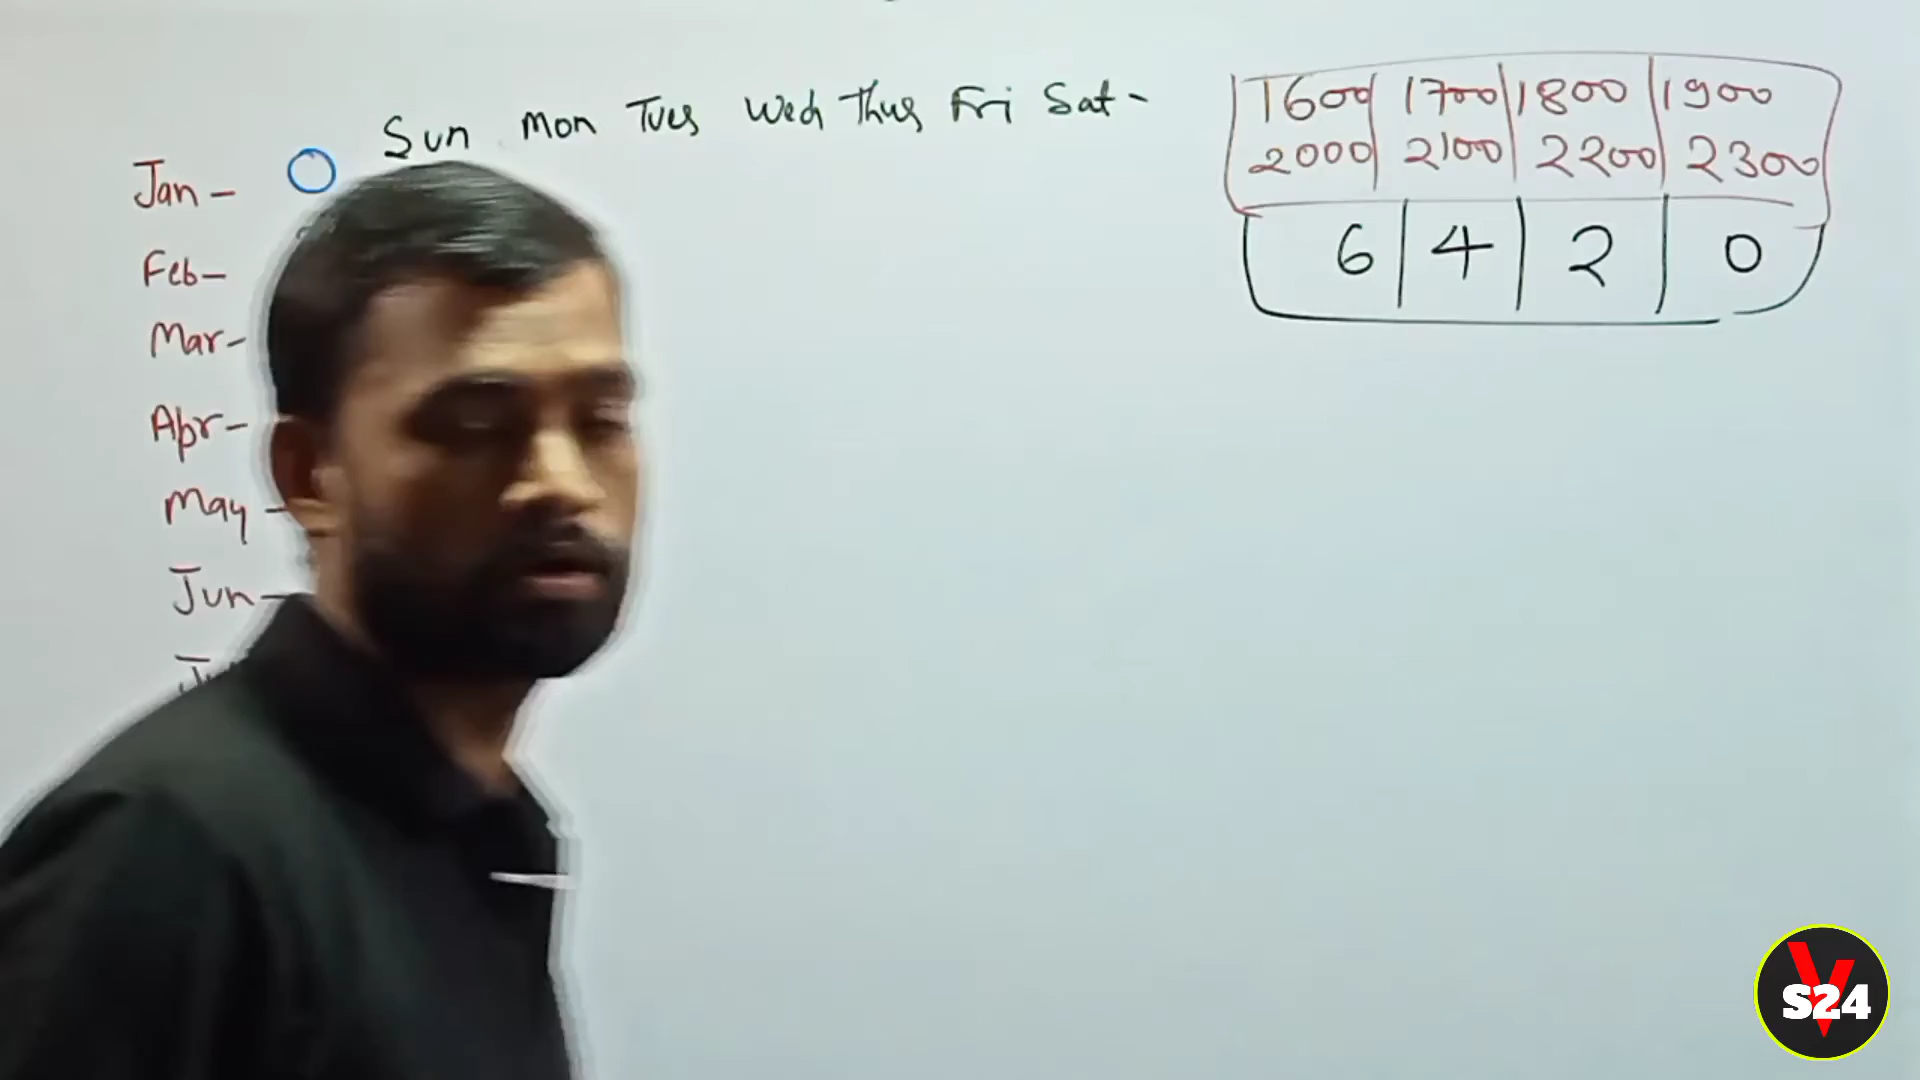 Sun Mon Tues Wed Thus Fri Sat -
Jan -
Feb -
Mar -
Apr -
May -
Jun -
1600 1700 1800 1900
2000 2100 2200 2300
6 4 2 0
VS24